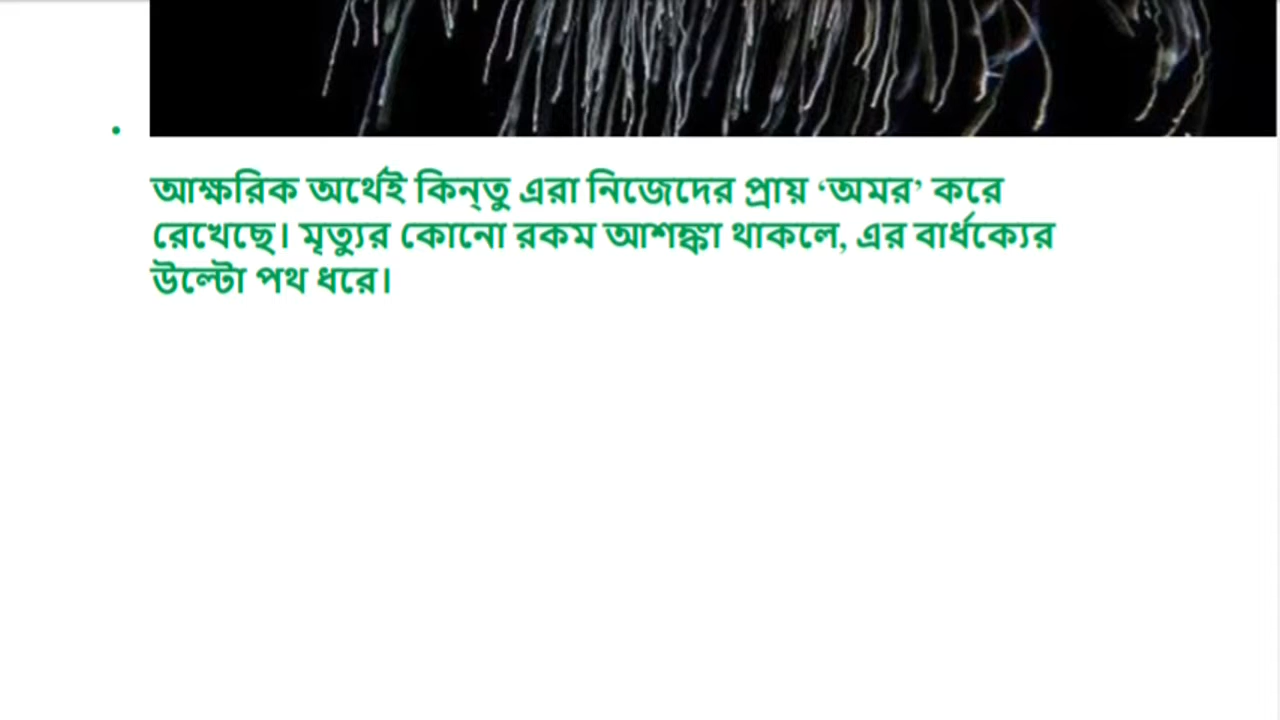 আক্ষরিক অর্থেই কিন্‌তু এরা নিজেদের প্রায় ‘অমর’ করে
রেখেছে। মৃত্যুর কোনো রকম আশঙ্কা থাকলে, এর বার্ধক্যের
উল্টো পথ ধরে।